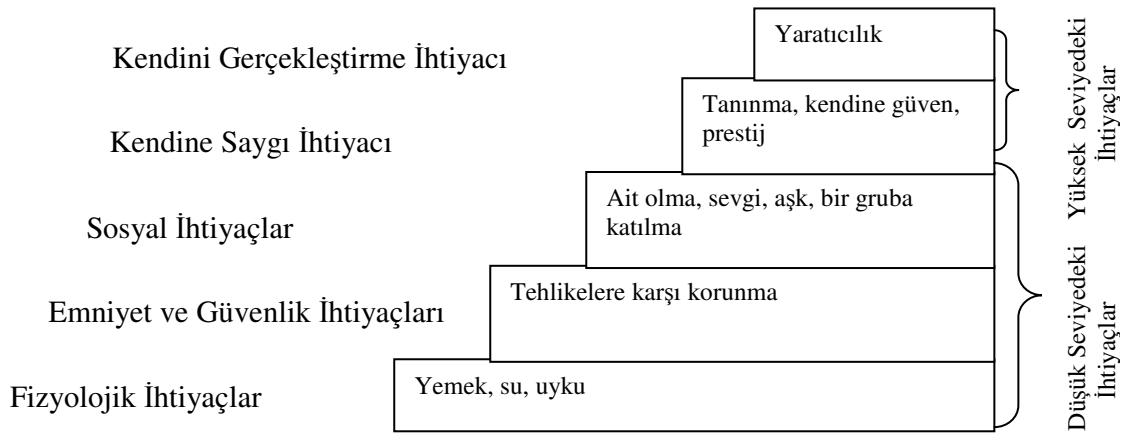 Yaratıcılık
Kendini Gerçekleştirme İhtiyacı
Tanınma, kendine güven,
prestij
Kendine Saygı İhtiyacı
Ait olma, sevgi, aşk, bir gruba
katılma
Sosyal İhtiyaçlar
Tehlikelere karşı korunma
Emniyet ve Güvenlik İhtiyaçları
Yemek, su, uyku
Fizyolojik İhtiyaçlar
Yüksek Seviyedeki
İhtiyaçlar
Düşük Seviyedeki
İhtiyaçlar